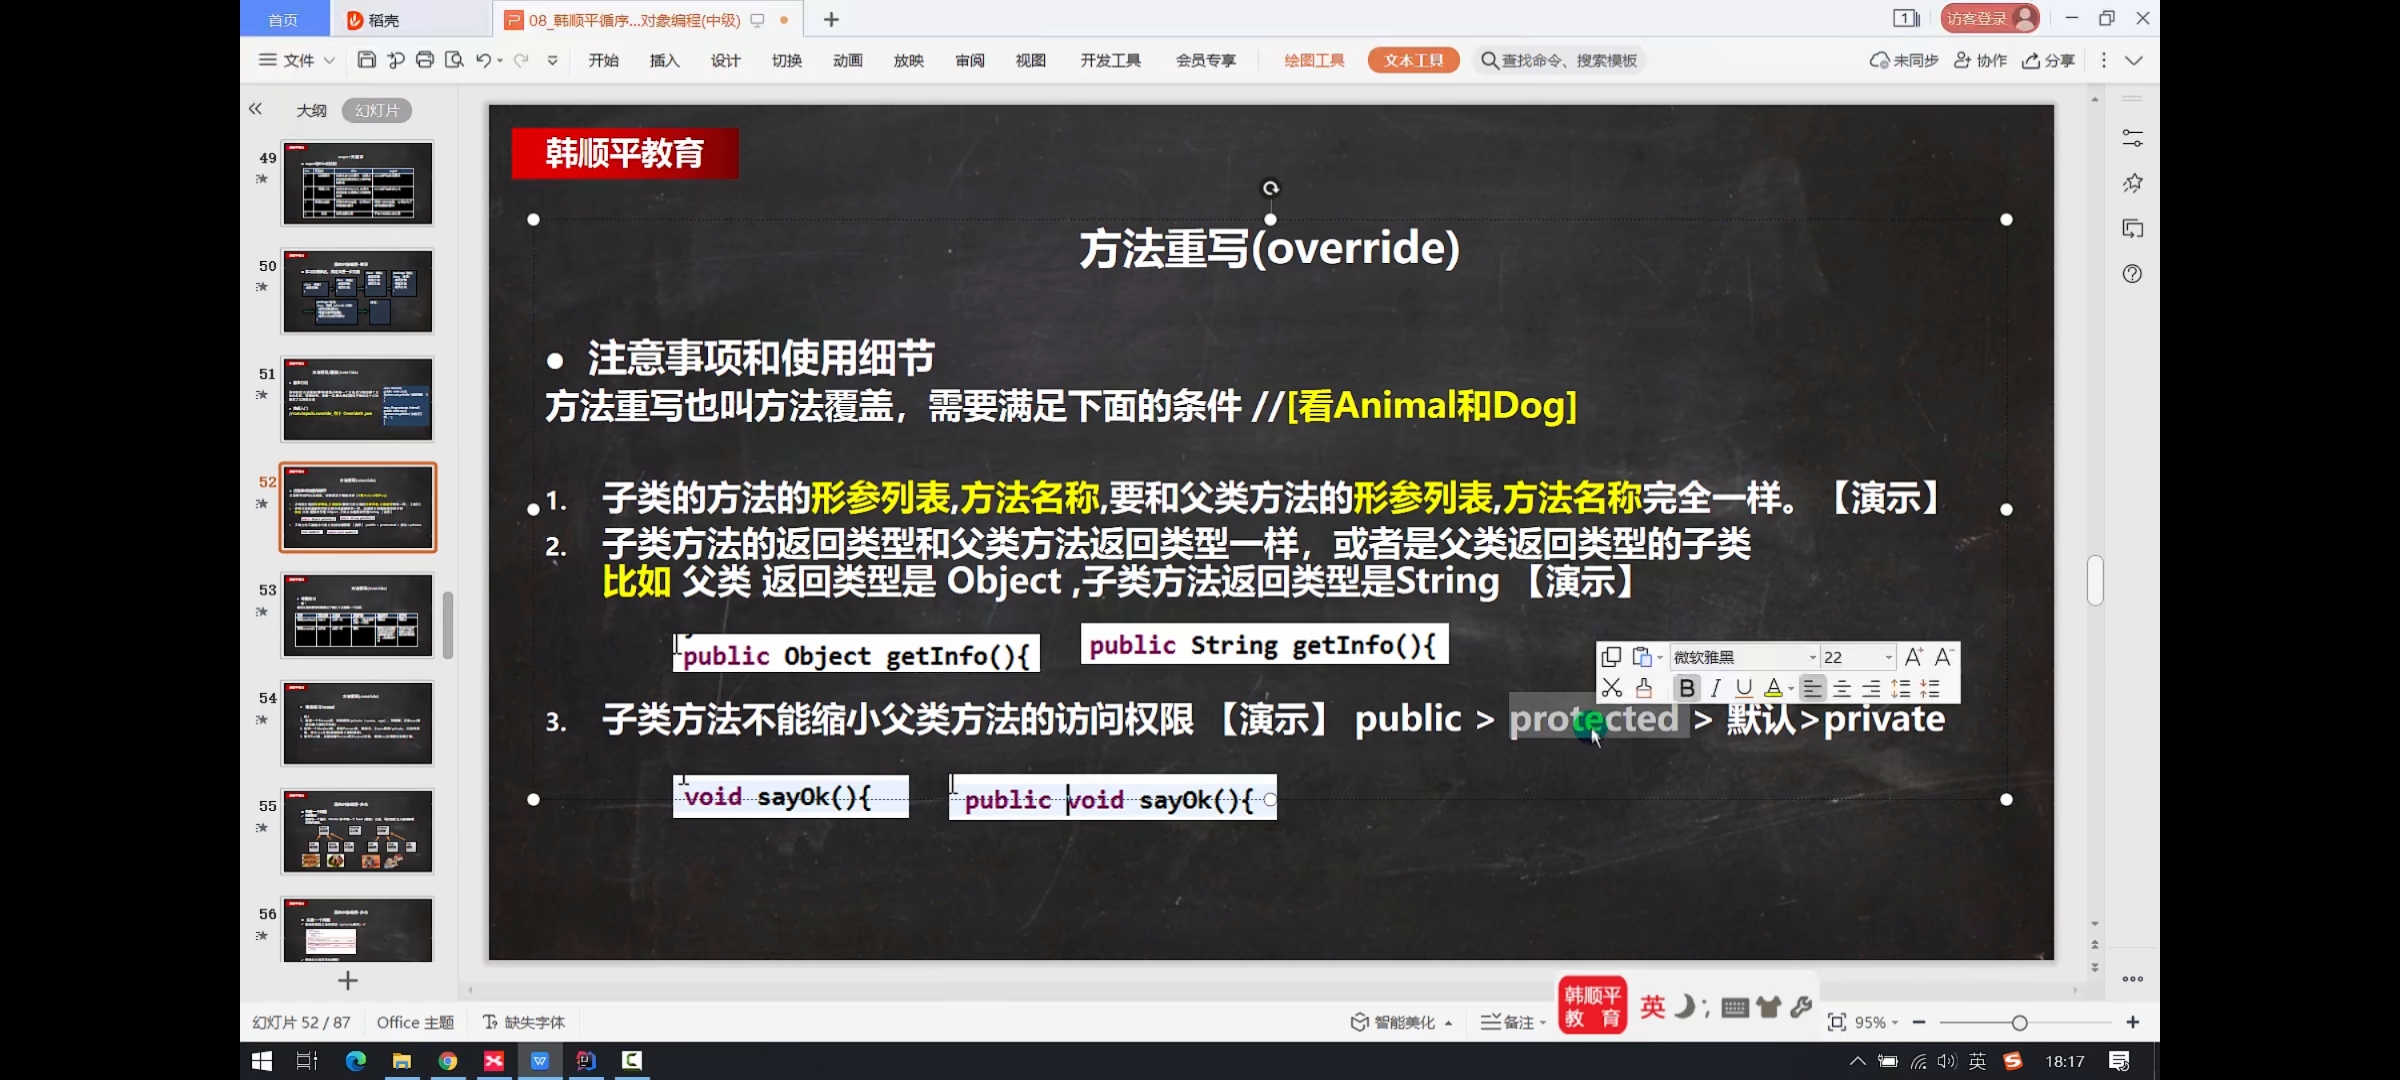 首页
稻壳
08_韩顺平循序...对象编程(中级)
1
访客登录
文件
开始
插入
设计
切换
动画
放映
审阅
视图
开发工具
会员专享
绘图工具
文本工具
查找命令、搜索模板
未同步
协作
分享
大纲
幻灯片
49
50
51
52
53
54
55
56
韩顺平教育
方法重写(override)
● 注意事项和使用细节
方法重写也叫方法覆盖，需要满足下面的条件 //[看Animal和Dog]
1. 子类的方法的形参列表,方法名称,要和父类方法的形参列表,方法名称完全一样。【演示】
2. 子类方法的返回类型和父类方法返回类型一样，或者是父类返回类型的子类
比如 父类 返回类型是 Object ,子类方法返回类型是String 【演示】
public Object getInfo(){
public String getInfo(){
微软雅黑
22
3. 子类方法不能缩小父类方法的访问权限 【演示】 public > protected > 默认>private
void sayOk(){
public void sayOk(){
韩顺平
教 育
英
幻灯片 52 / 87
Office 主题
缺失字体
智能美化
备注
95%
英
18:17